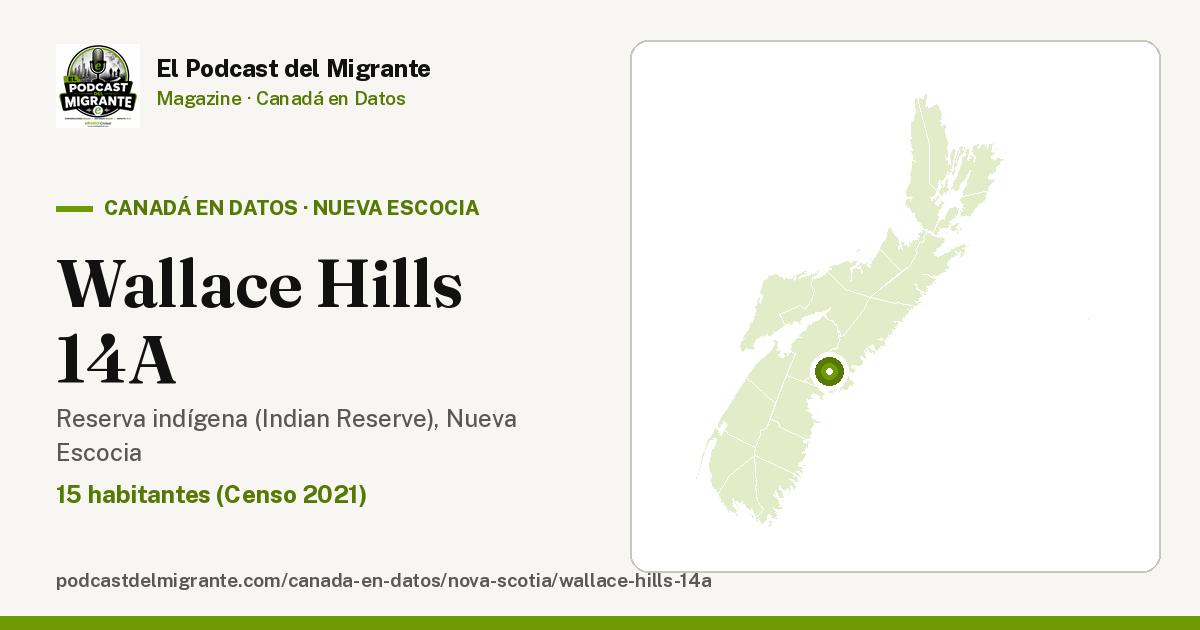 EL
PODCAST
DEL
MIGRANTE
El Podcast del Migrante
Magazine · Canadá en Datos
CANADÁ EN DATOS · NUEVA ESCOCIA
Wallace Hills
14A
Reserva indígena (Indian Reserve), Nueva
Escocia
15 habitantes (Censo 2021)
podcastdelmigrante.com/canada-en-datos/nova-scotia/wallace-hills-14a